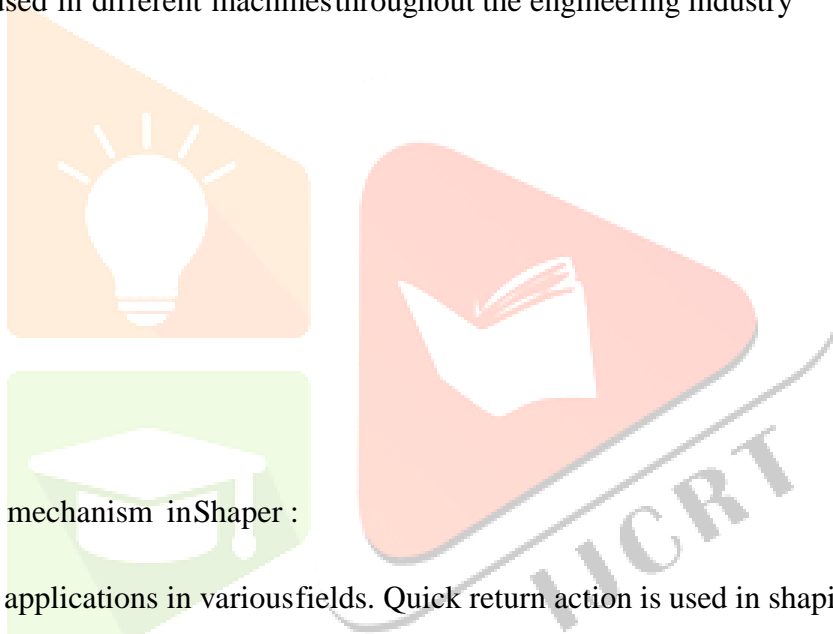 used in different machinesthroughout the engineering industry
mechanism inShaper :
applications in variousfields. Quick return action is used in shapi
IJCRT